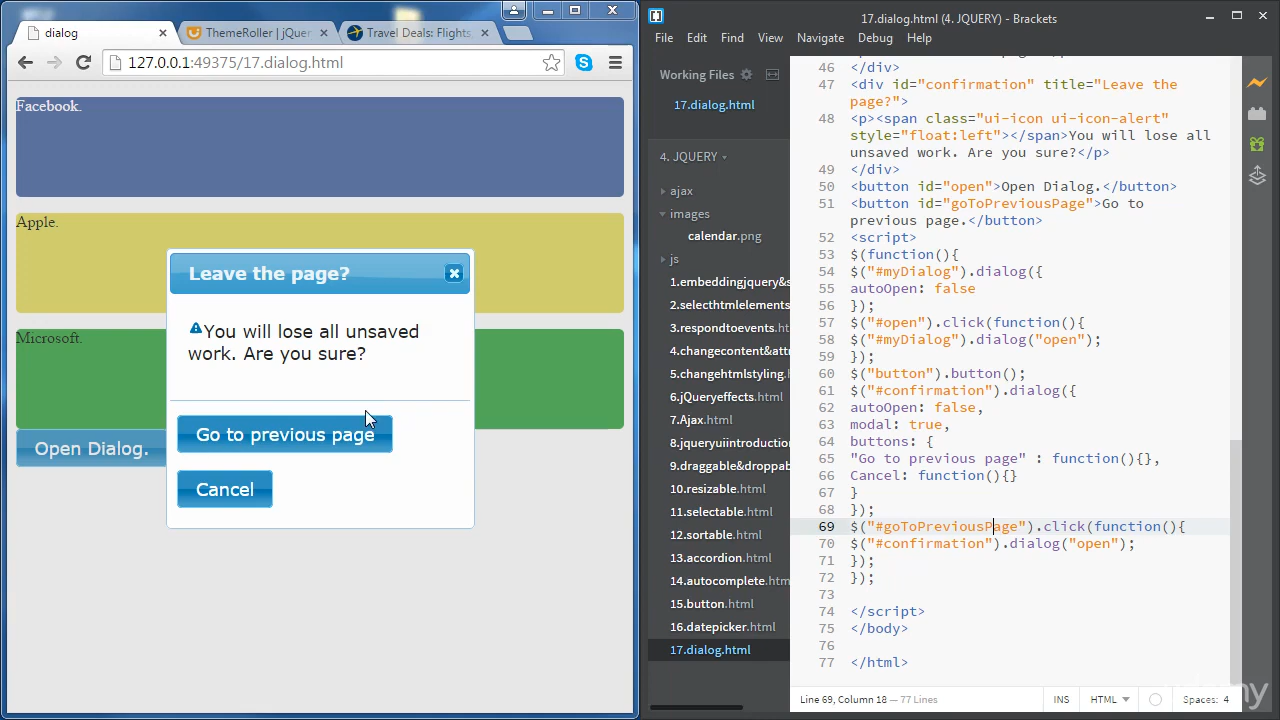 dialog
ThemeRoller | jQuer
Travel Deals: Flights,
127.0.0.1:49375/17.dialog.html
Facebook.
Apple.
Microsoft.
Open Dialog.
Leave the page?
You will lose all unsaved
work. Are you sure?
Go to previous page
Cancel
17.dialog.html (4. JQUERY) - Brackets
File Edit Find View Navigate Debug Help
Working Files
17.dialog.html
4. JQUERY
ajax
images
calendar.png
js
1.embeddingjquery&s
2.selecthtmlelements
3.respondtoevents.ht
4.changecontent&att
5.changehtmlstyling.
6.jQueryeffects.html
7.Ajax.html
8.jqueryuiintroduction
9.draggable&droppab
10.resizable.html
11.selectable.html
12.sortable.html
13.accordion.html
14.autocomplete.htm
15.button.html
16.datepicker.html
17.dialog.html
46 </div>
47 <div id="confirmation" title="Leave the
page?">
48 <p><span class="ui-icon ui-icon-alert"
style="float:left"></span>You will lose all
unsaved work. Are you sure?</p>
49 </div>
50 <button id="open">Open Dialog.</button>
51 <button id="goToPreviousPage">Go to
previous page.</button>
52 <script>
53 $(function(){
54 $("#myDialog").dialog({
55 autoOpen: false
56 });
57 $("#open").click(function(){
58 $("#myDialog").dialog("open");
59 });
60 $("button").button();
61 $("#confirmation").dialog({
62 autoOpen: false,
63 modal: true,
64 buttons: {
65 "Go to previous page" : function(){},
66 Cancel: function(){}
67 }
68 });
69 $("#goToPreviousPage").click(function(){
70 $("#confirmation").dialog("open");
71 });
72 });
73
74 </script>
75 </body>
76
77 </html>
Line 69, Column 18 — 77 Lines
INS
HTML
Spaces: 4